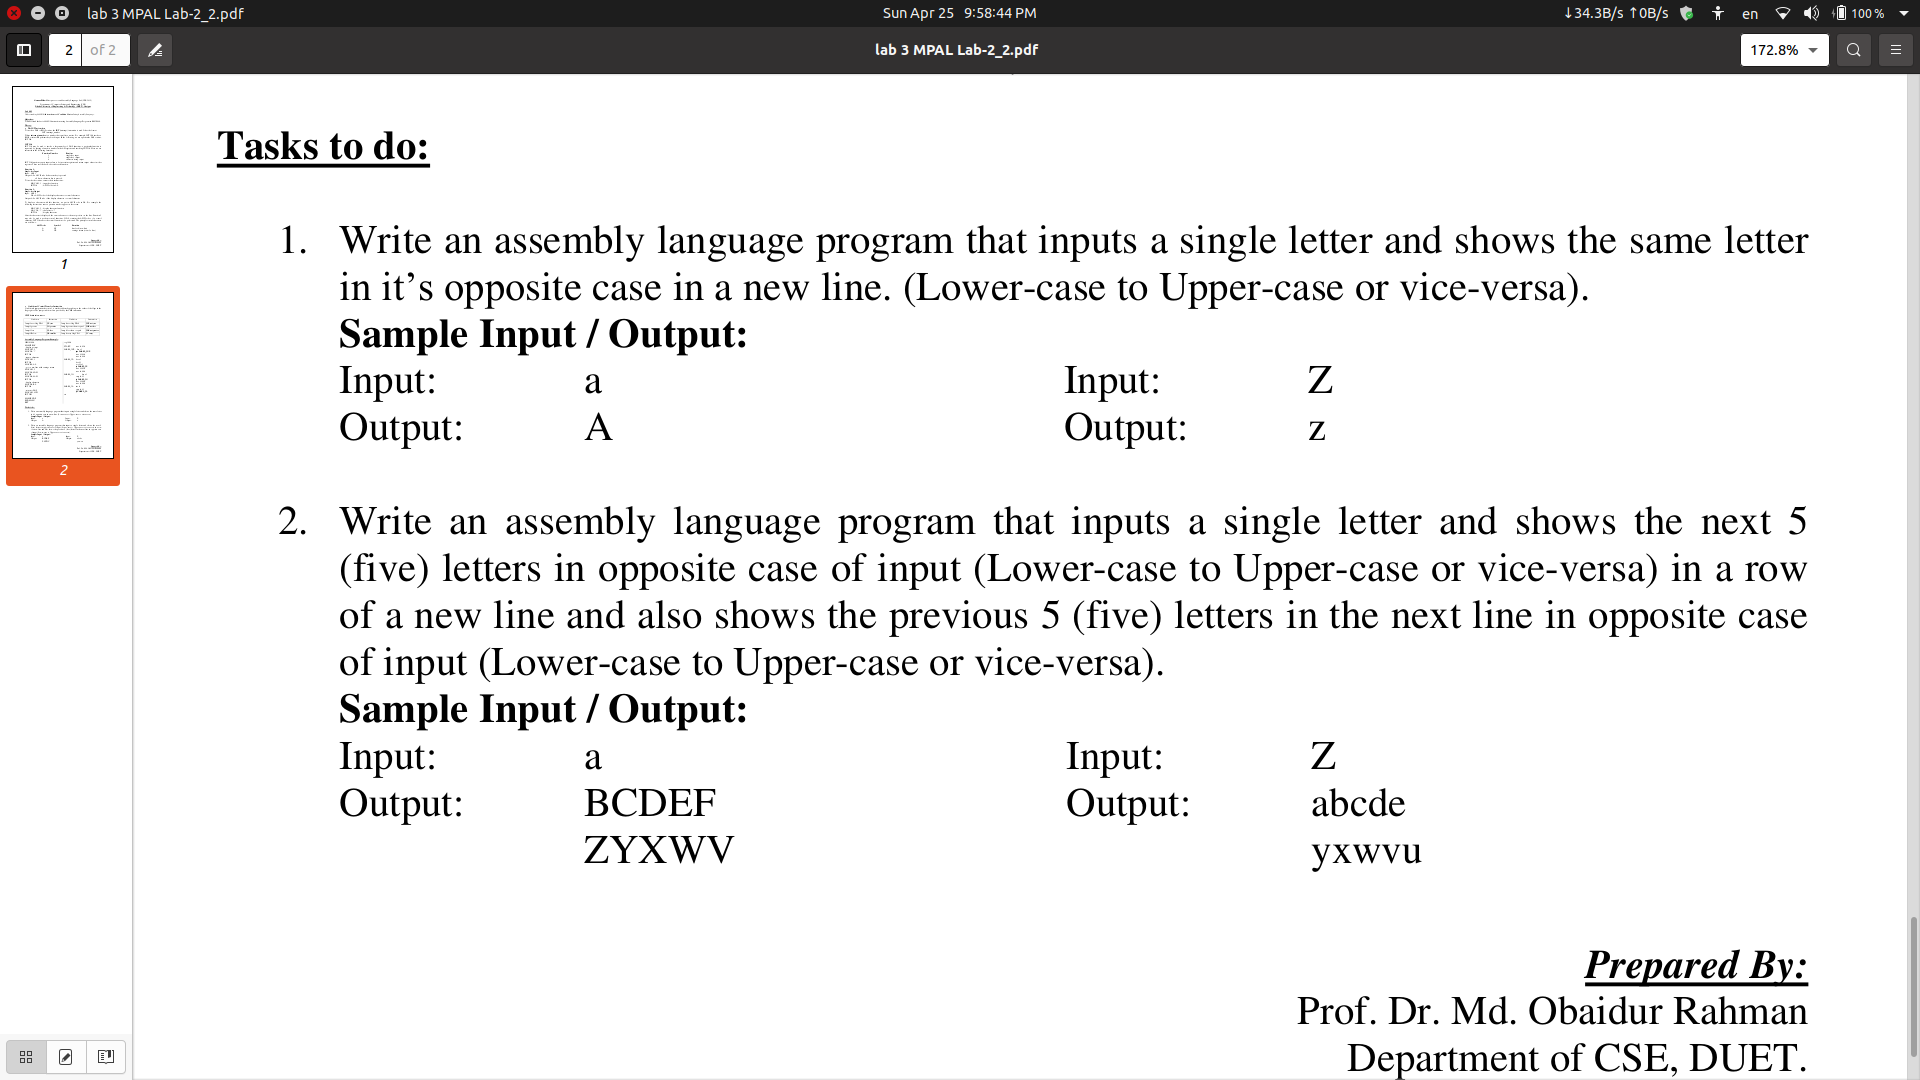 lab 3 MPAL Lab-2_2.pdf
Sun Apr 25 9:58:44 PM
↓34.3B/s ↑0B/s
en
100 %
2 of 2
lab 3 MPAL Lab-2_2.pdf
172.8%
1
2
Tasks to do:
1. Write an assembly language program that inputs a single letter and shows the same letter
in it’s opposite case in a new line. (Lower-case to Upper-case or vice-versa).
Sample Input / Output:
Input: a Input: Z
Output: A Output: z
2. Write an assembly language program that inputs a single letter and shows the next 5
(five) letters in opposite case of input (Lower-case to Upper-case or vice-versa) in a row
of a new line and also shows the previous 5 (five) letters in the next line in opposite case
of input (Lower-case to Upper-case or vice-versa).
Sample Input / Output:
Input: a Input: Z
Output: BCDEF Output: abcde
ZYXWV yxwvu
Prepared By:
Prof. Dr. Md. Obaidur Rahman
Department of CSE, DUET.